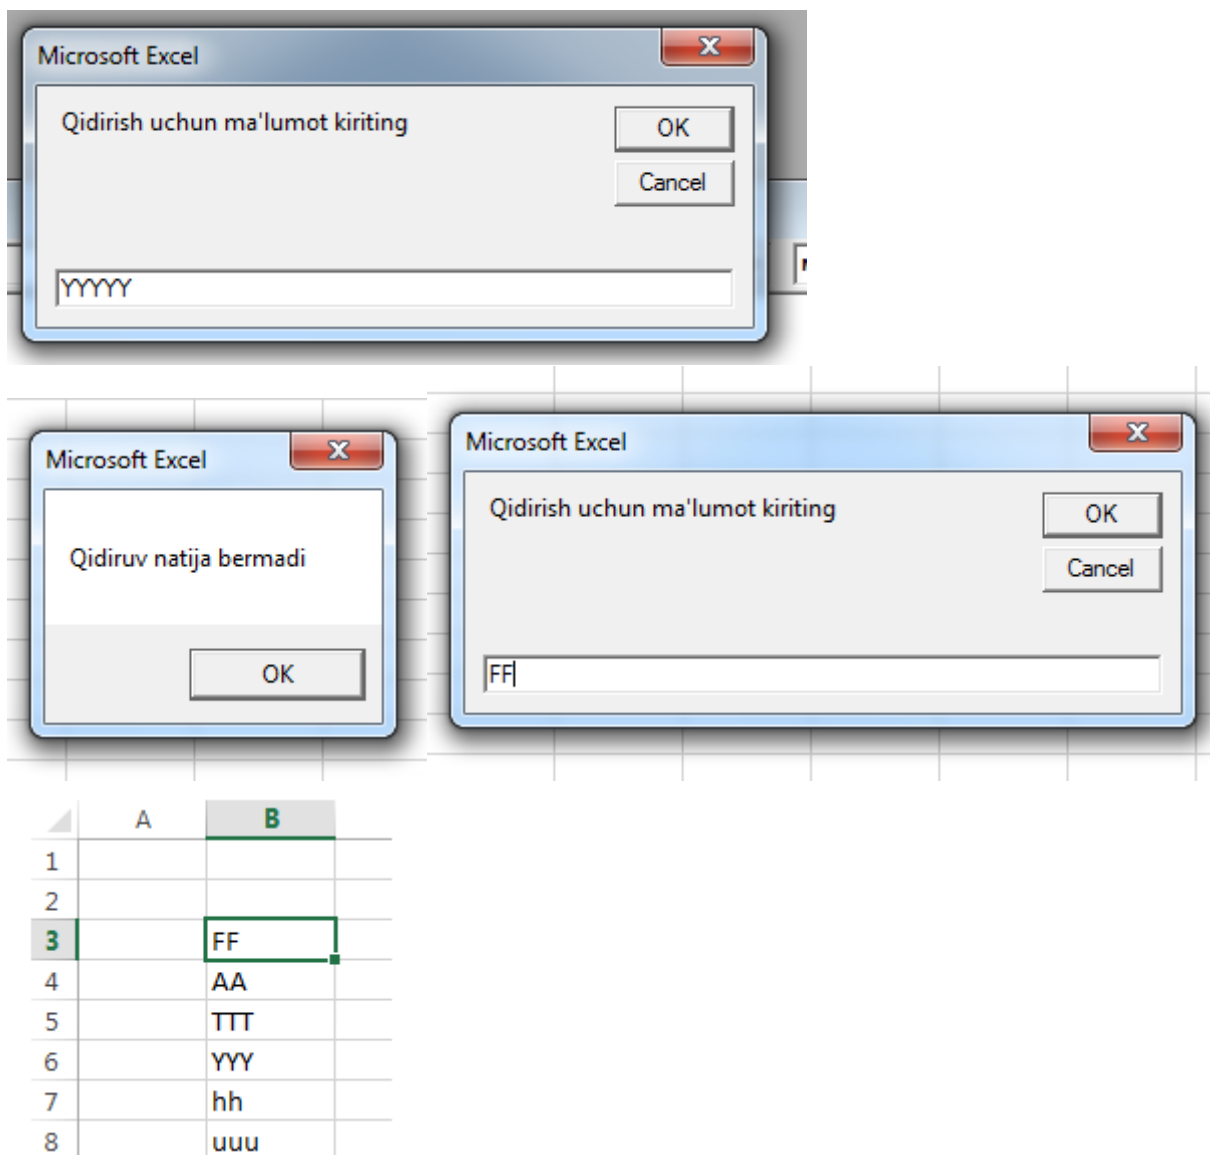 Microsoft Excel
Qidirish uchun ma'lumot kiriting
OK
Cancel
YYYYY
Microsoft Excel
Qidiruv natija bermadi
OK
Microsoft Excel
Qidirish uchun ma'lumot kiriting
OK
Cancel
FF
A B
1
2
3 FF
4 AA
5 TTT
6 YYY
7 hh
8 uuu